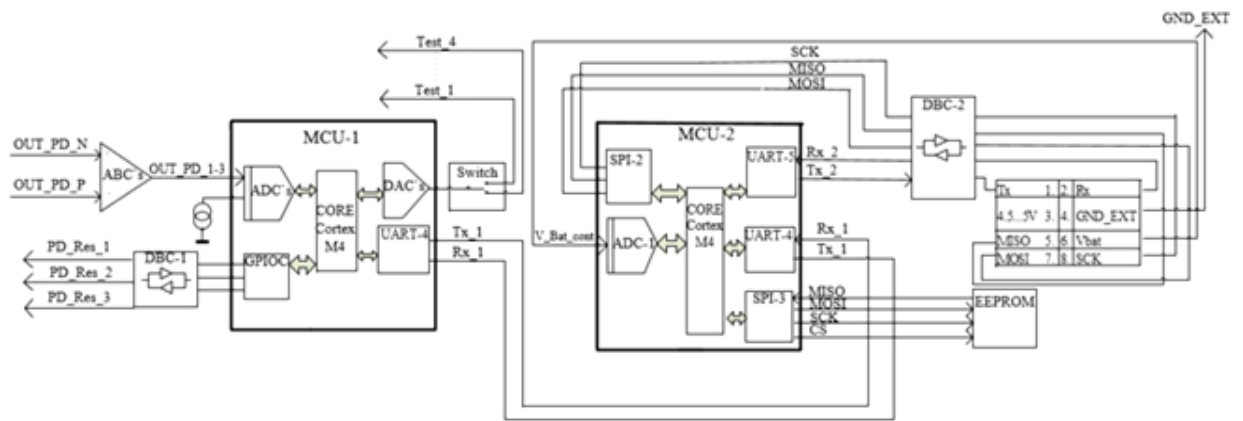 GND_EXT
Test_4
SCK
MISO
MOSI
Test_1
DBC-2
MCU-1
MCU-2
OUT_PD_N
ABC`s
OUT_PD_1-3
OUT_PD_P
ADC`s
CORE
Cortex
M4
DAC`s
Switch
UART-4
GPIOC
Tx_1
Rx_1
PD_Res_1
DBC-1
PD_Res_2
PD_Res_3
SPI-2
UART-5
Rx_2
Tx_2
CORE
Cortex
M4
V_Bat_cont
ADC-1
UART-4
Rx_1
Tx_1
SPI-3
MISO
MOSI
SCK
CS
EEPROM
Tx 1. 2. Rx
4.5...5V 3. 4. GND_EXT
MISO 5. 6. Vbat
MOSI 7. 8. SCK